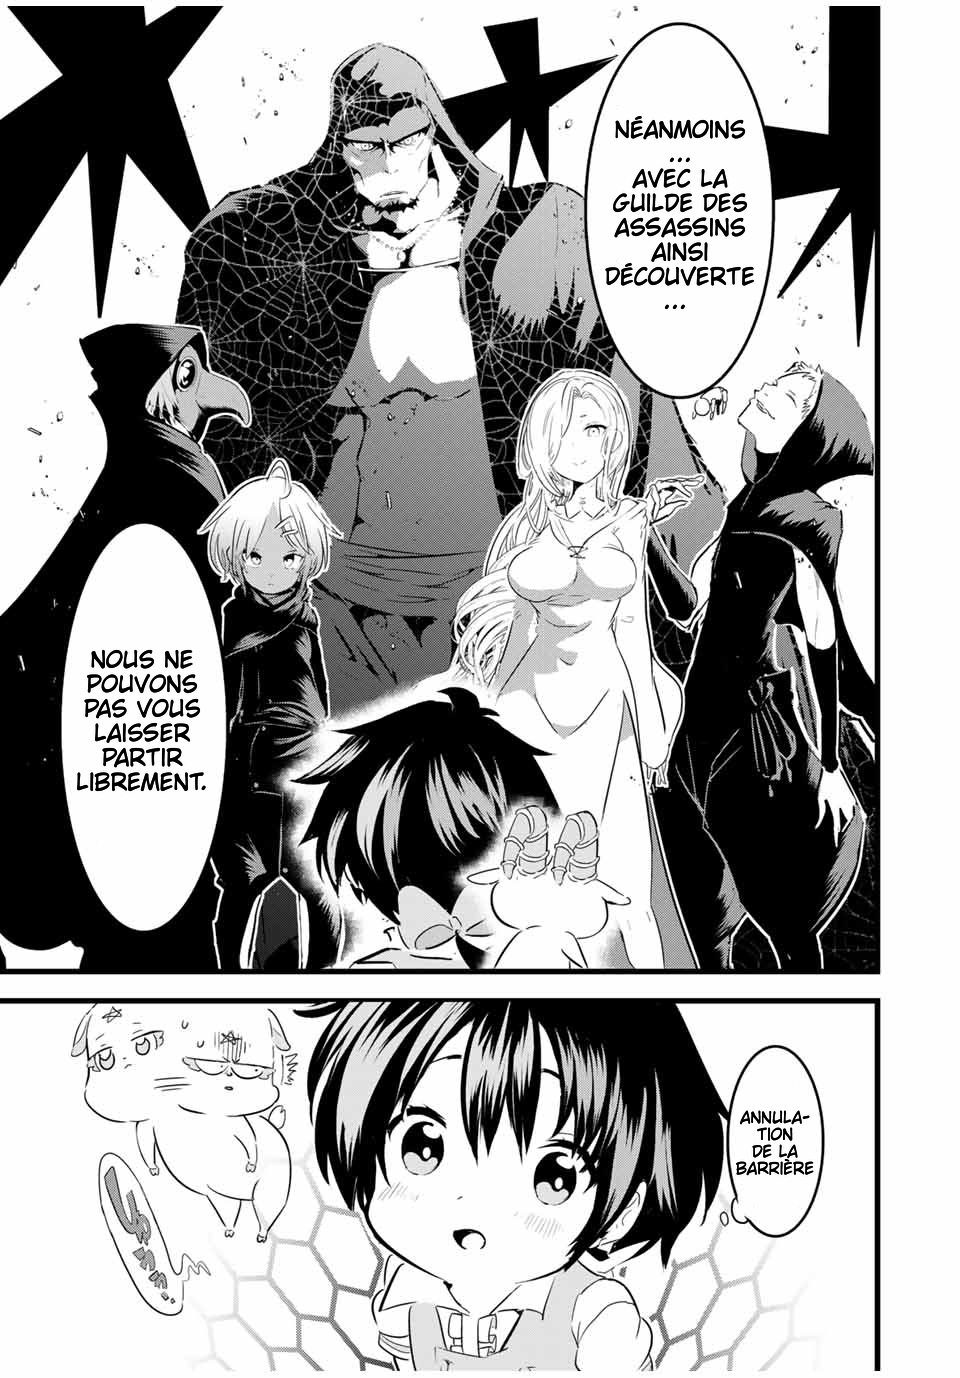 NÉANMOINS
...
AVEC LA
GUILDE DES
ASSASSINS
AINSI
DÉCOUVERTE
...
NOUS NE
POUVONS
PAS VOUS
LAISSER
PARTIR
LIBREMENT.
ANNULA-
TION
DE LA
BARRIÈRE